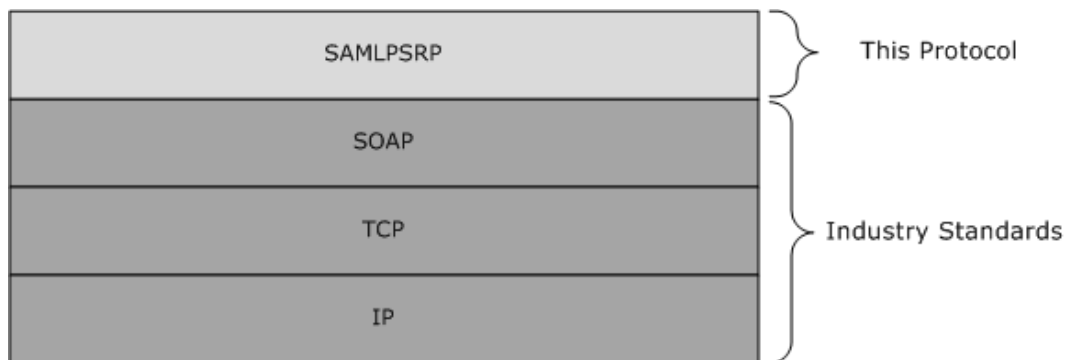 SAMLPSRP
This Protocol
SOAP
TCP
Industry Standards
IP